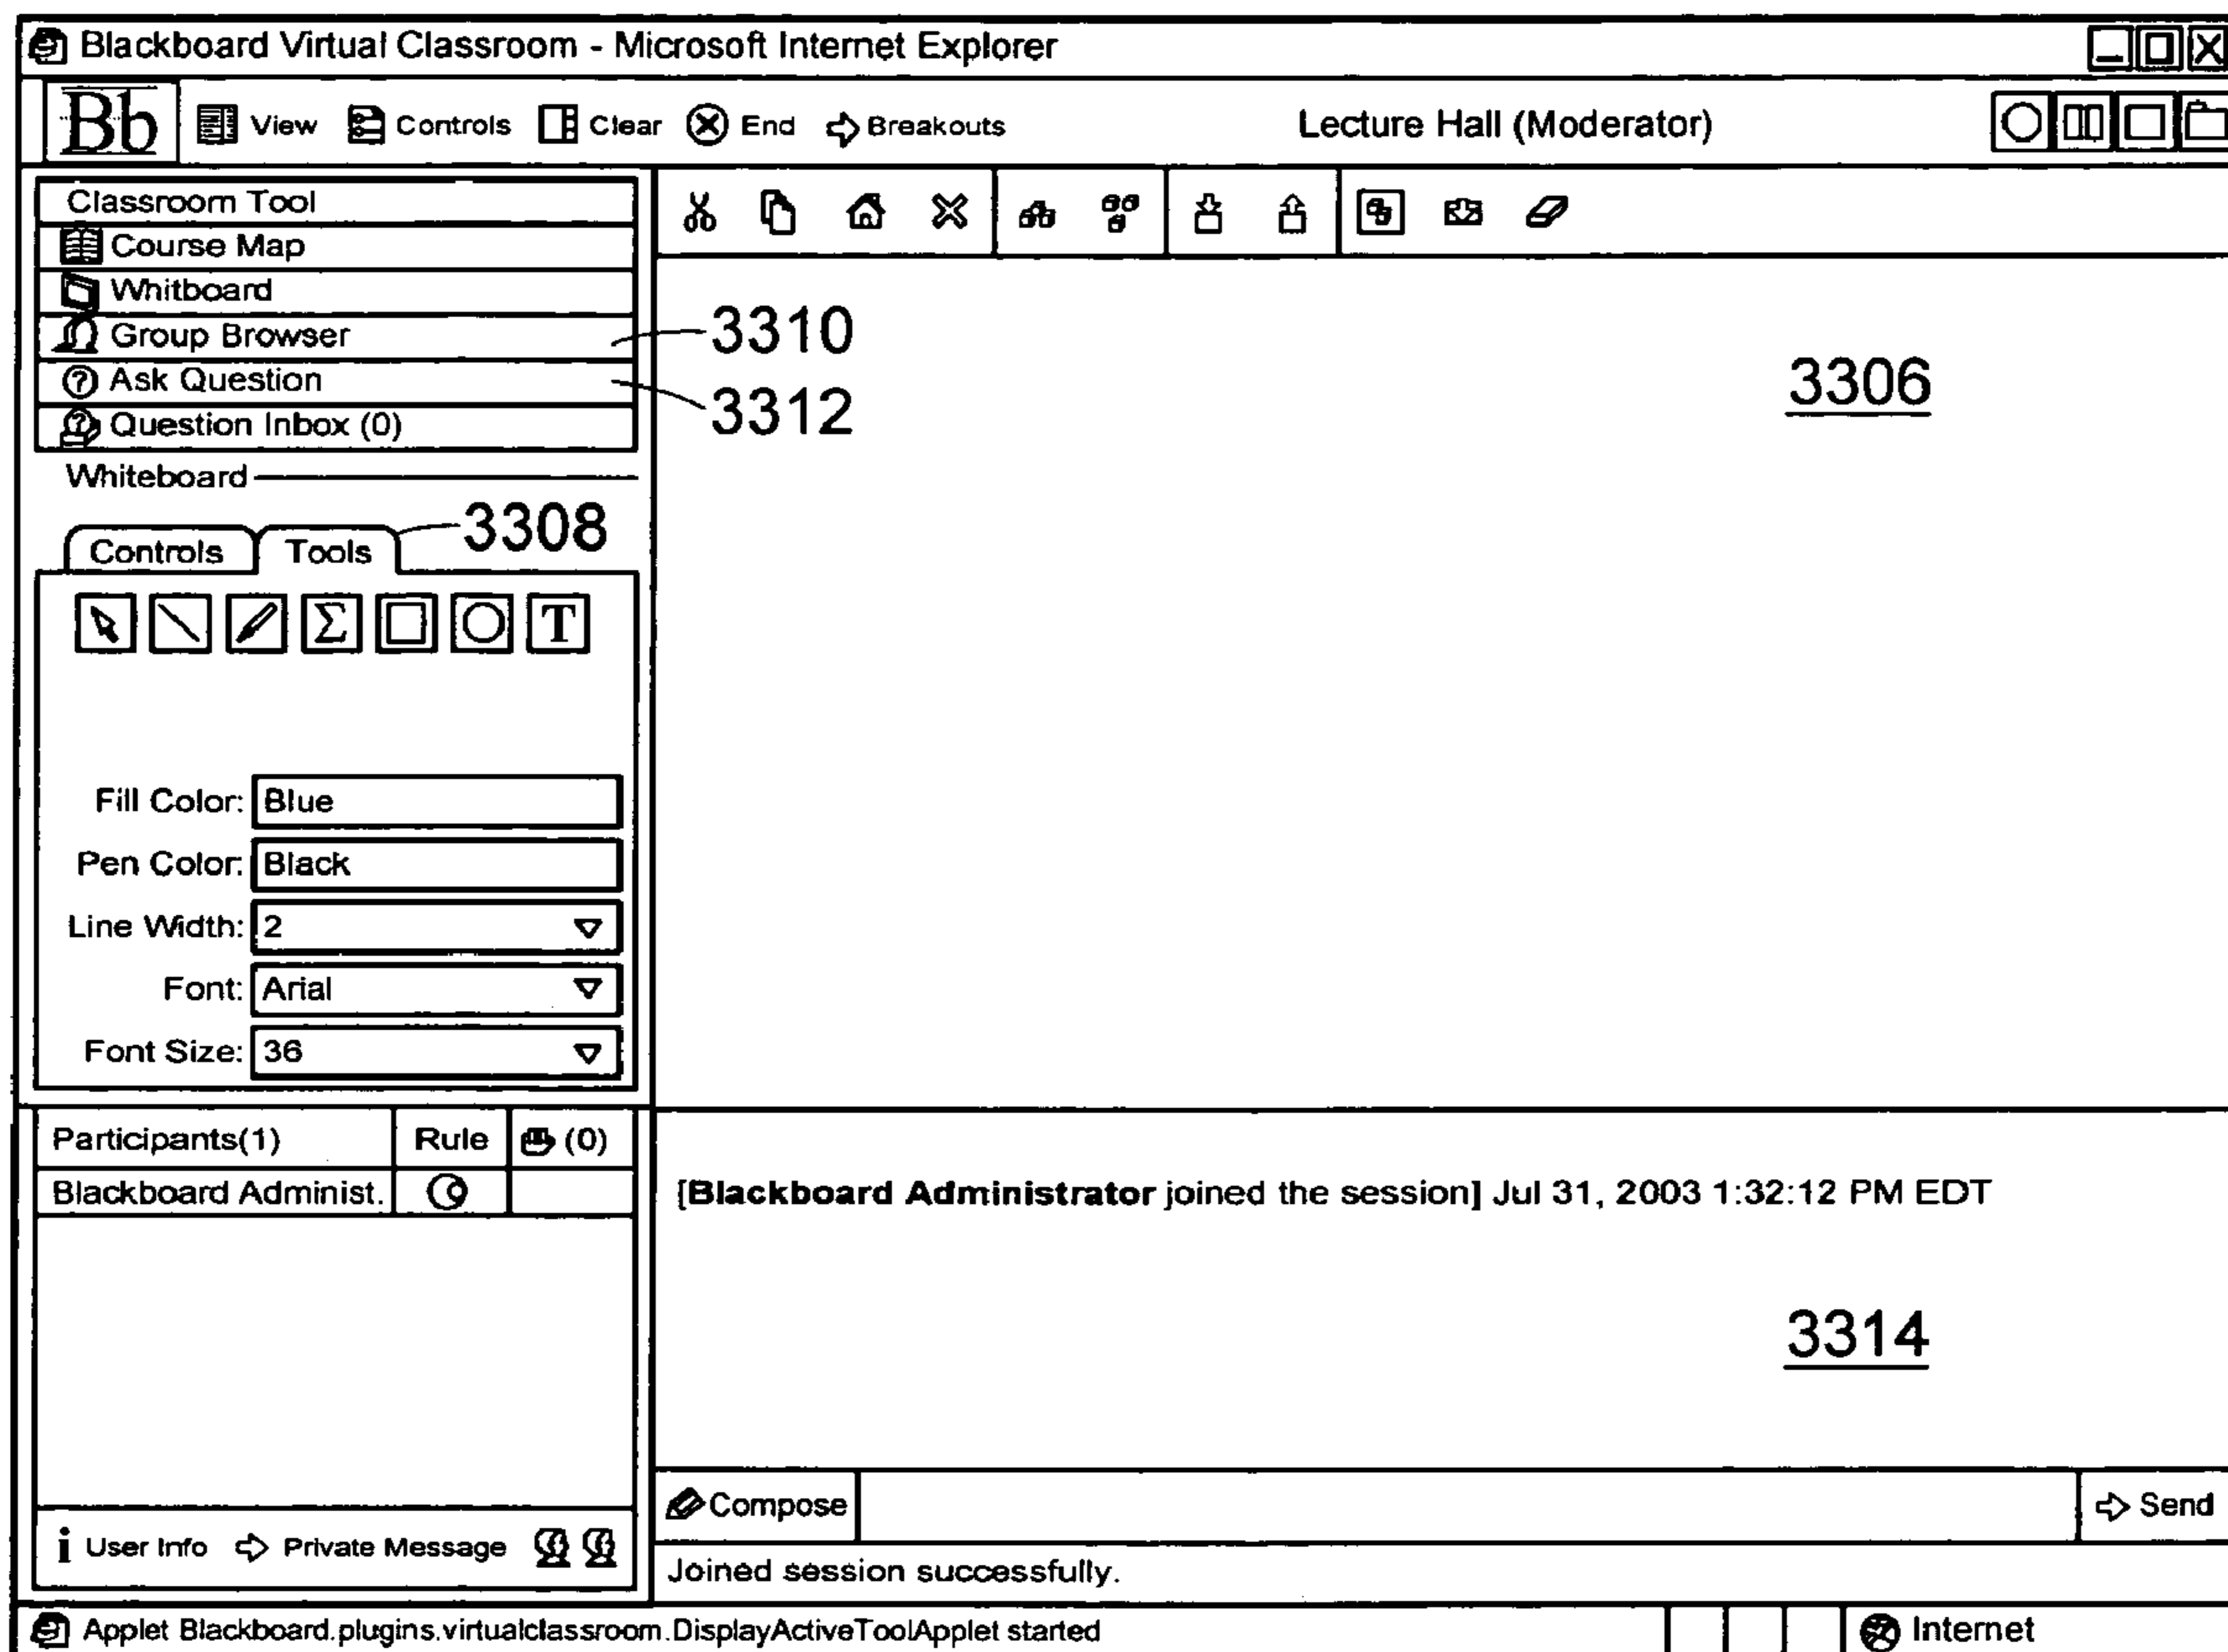 Blackboard Virtual Classroom - Microsoft Internet Explorer
Bb View Controls Clear End Breakouts Lecture Hall (Moderator)
Classroom Tool
Course Map
Whitboard
Group Browser
Ask Question
Question Inbox (0)
3310
3312
3306
Whiteboard
3308
Controls Tools
Σ T
Fill Color: Blue
Pen Color: Black
Line Width: 2
Font: Arial
Font Size: 36
Participants(1) Rule (0)
Blackboard Administ.
[Blackboard Administrator joined the session] Jul 31, 2003 1:32:12 PM EDT
3314
Compose Send
i User Info Private Message
Joined session successfully.
Applet Blackboard.plugins.virtualclassroom.DisplayActiveToolApplet started Internet